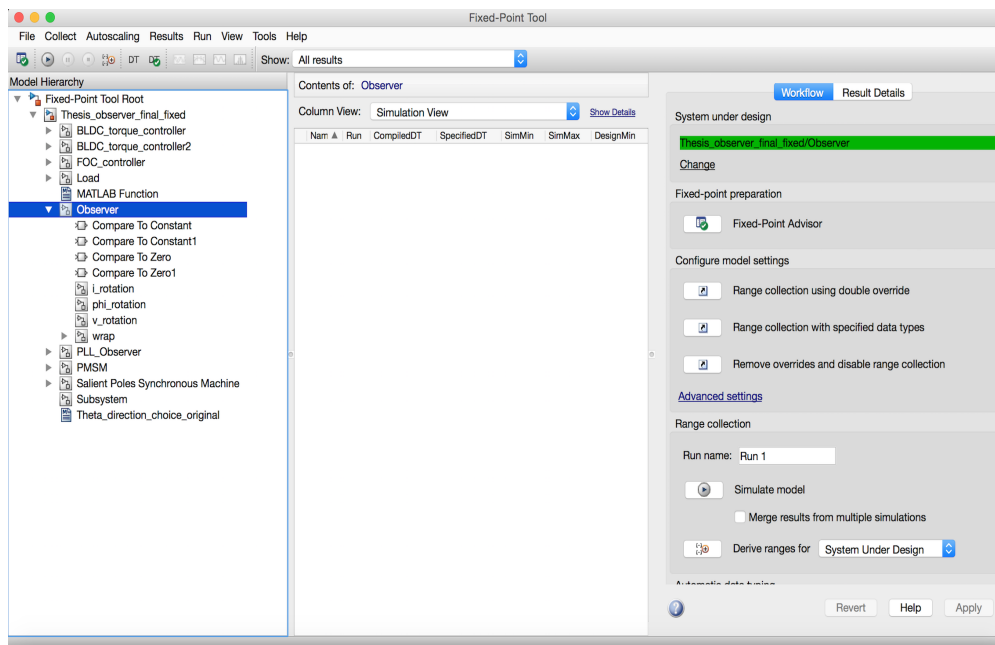 Fixed-Point Tool
File Collect Autoscaling Results Run View Tools Help
DT Show: All results
Model Hierarchy
Fixed-Point Tool Root
Thesis_observer_final_fixed
BLDC_torque_controller
BLDC_torque_controller2
FOC_controller
Load
MATLAB Function
Observer
Compare To Constant
Compare To Constant1
Compare To Zero
Compare To Zero1
i_rotation
phi_rotation
v_rotation
wrap
PLL_Observer
PMSM
Salient Poles Synchronous Machine
Subsystem
Theta_direction_choice_original
Contents of: Observer
Column View: Simulation View Show Details
Nam Run CompiledDT SpecifiedDT SimMin SimMax DesignMin
Workflow Result Details
System under design
Thesis_observer_final_fixed/Observer
Change
Fixed-point preparation
Fixed-Point Advisor
Configure model settings
Range collection using double override
Range collection with specified data types
Remove overrides and disable range collection
Advanced settings
Range collection
Run name: Run 1
Simulate model
Merge results from multiple simulations
Derive ranges for System Under Design
Automatic data typing
Revert Help Apply